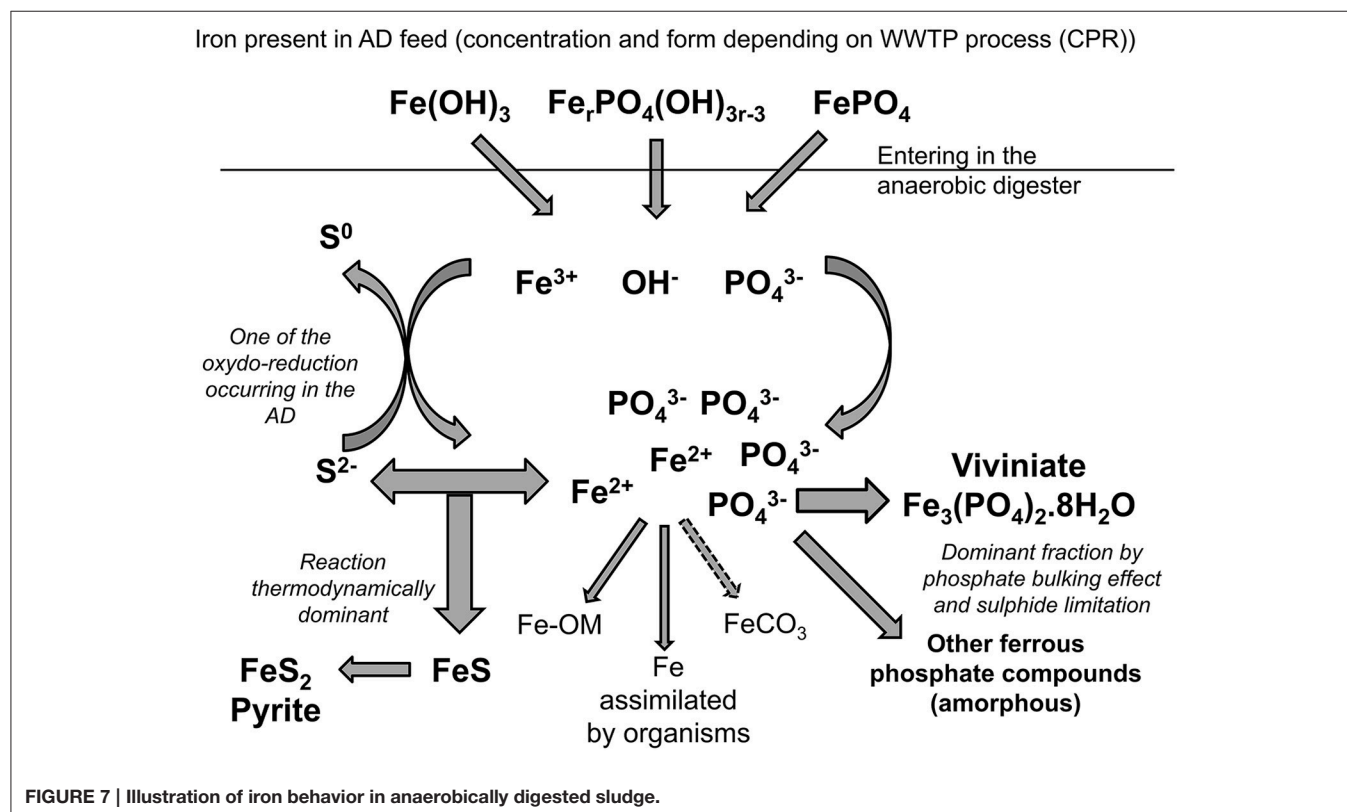 Iron present in AD feed (concentration and form depending on WWTP process (CPR))
Fe(OH)₃
FeᵣPO₄(OH)₃ᵣ₋₃
FePO₄
Entering in the
anaerobic digester
S⁰
Fe³⁺
OH⁻
PO₄³⁻
One of the
oxydo-reduction
occurring in the
AD
PO₄³⁻ PO₄³⁻
Fe²⁺
PO₄³⁻
S²⁻
Fe²⁺
PO₄³⁻
Viviniate
Fe₃(PO₄)₂.8H₂O
Reaction
thermodynamically
dominant
Dominant fraction by
phosphate bulking effect
and sulphide limitation
Fe-OM
FeCO₃
Fe
assimilated
by organisms
Other ferrous
phosphate compounds
(amorphous)
FeS₂
Pyrite
FeS
FIGURE 7 | Illustration of iron behavior in anaerobically digested sludge.